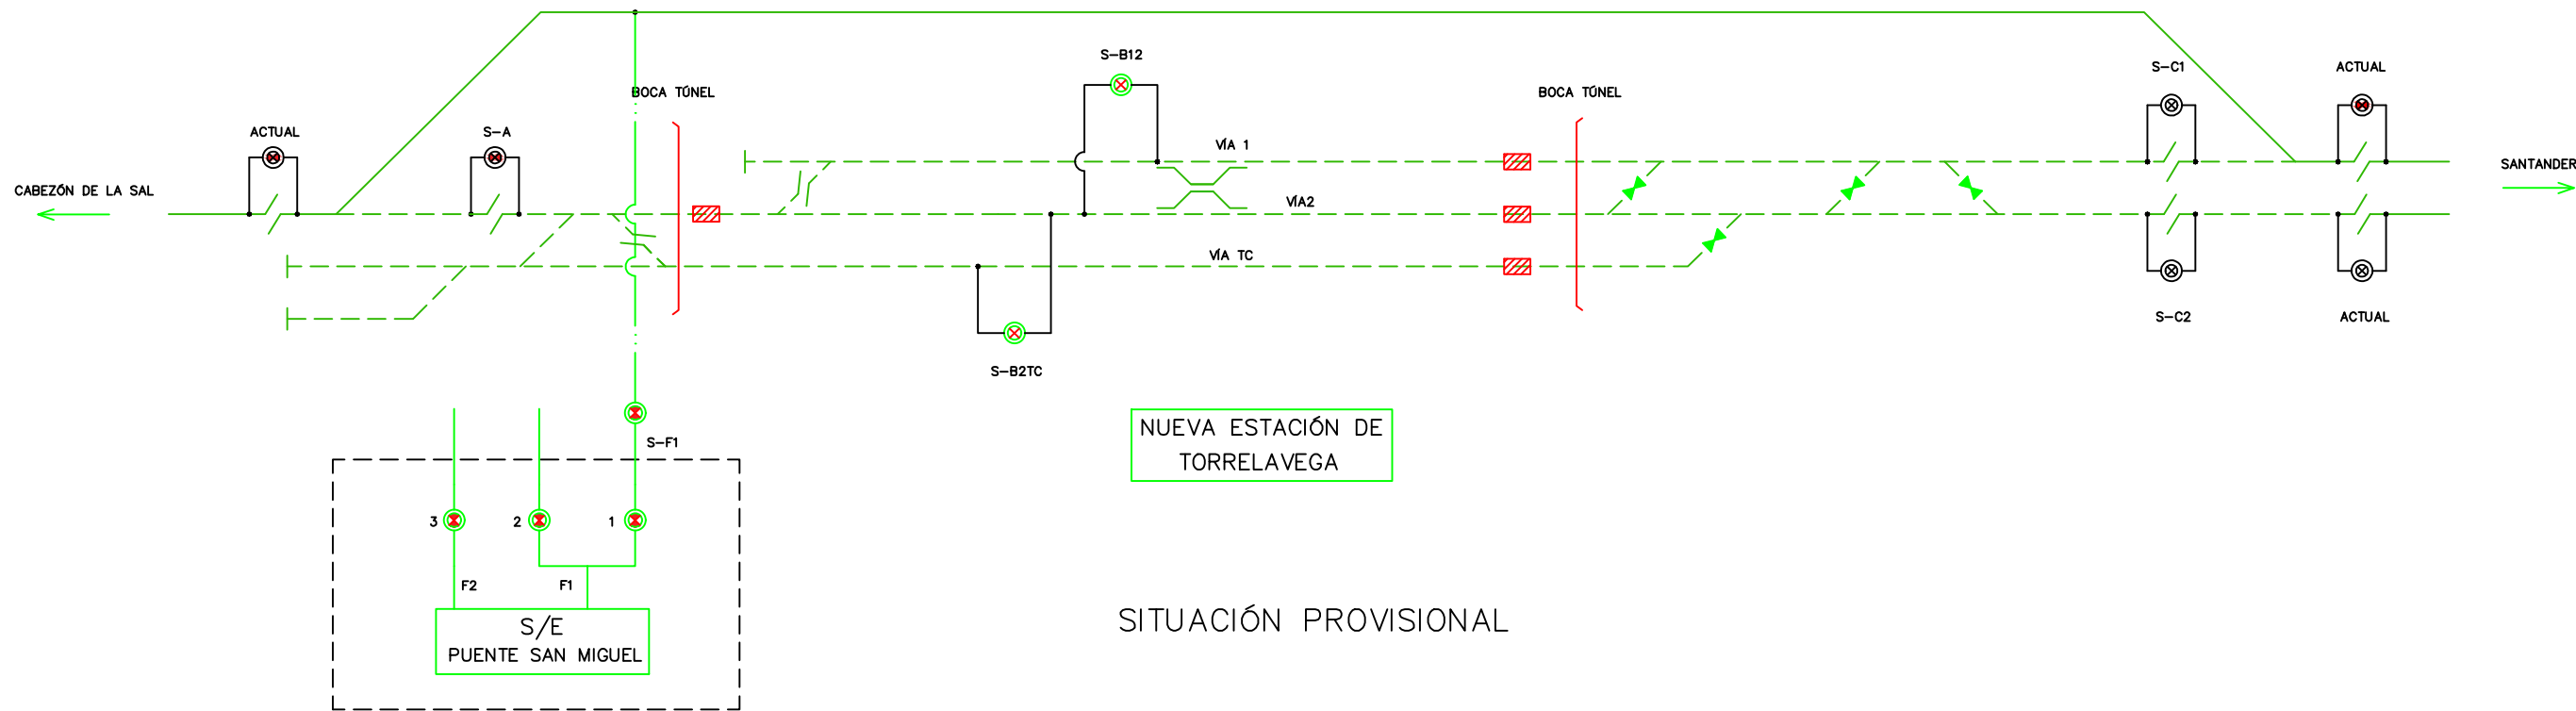 S-B12
S-C1
ACTUAL
BOCA TÚNEL
BOCA TÚNEL
ACTUAL
S-A
VÍA 1
SANTANDER
CABEZÓN DE LA SAL
VÍA2
VÍA TC
S-C2
ACTUAL
S-B2TC
NUEVA ESTACIÓN DE
TORRELAVEGA
S-F1
3
2
1
F2
F1
S/E
PUENTE SAN MIGUEL
SITUACIÓN PROVISIONAL